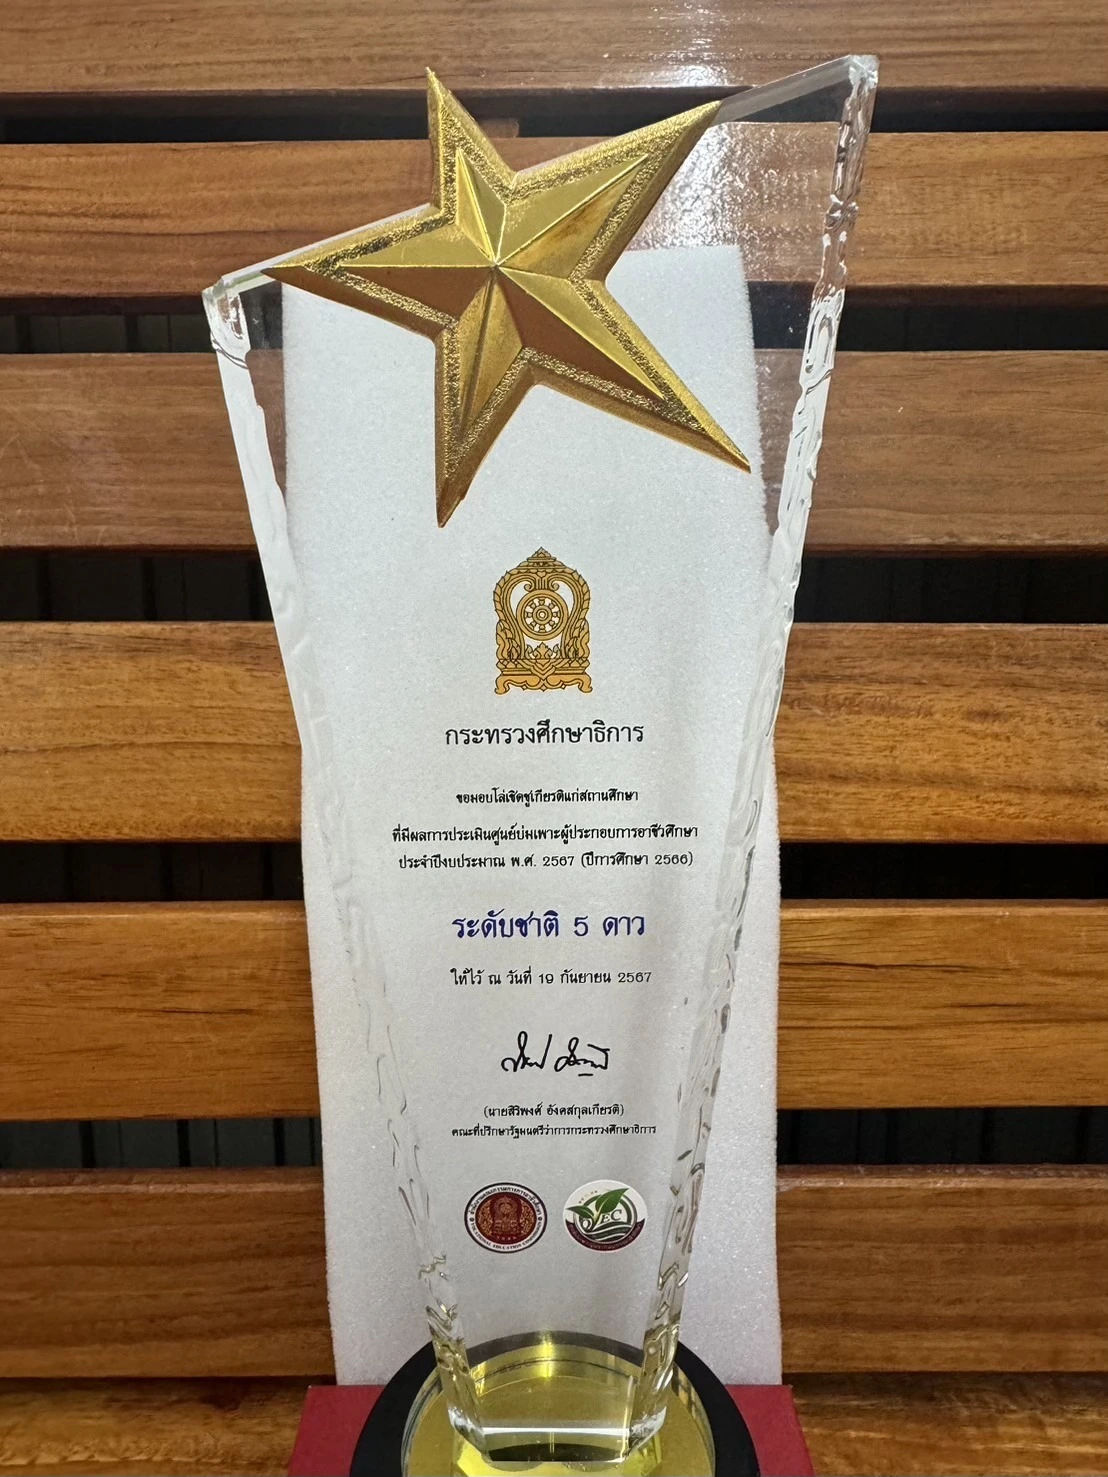 กระทรวงศึกษาธิการ
ขอมอบโล่เชิดชูเกียรติแก่สถานศึกษา
ที่มีผลการประเมินศูนย์บ่มเพาะผู้ประกอบการอาชีวศึกษา
ประจำปีงบประมาณ พ.ศ. 2567 (ปีการศึกษา 2566)
ระดับชาติ 5 ดาว
ให้ไว้ ณ วันที่ 19 กันยายน 2567
(นายสิริพงศ์ อังคสกุลเกียรติ)
คณะที่ปรึกษารัฐมนตรีว่าการกระทรวงศึกษาธิการ